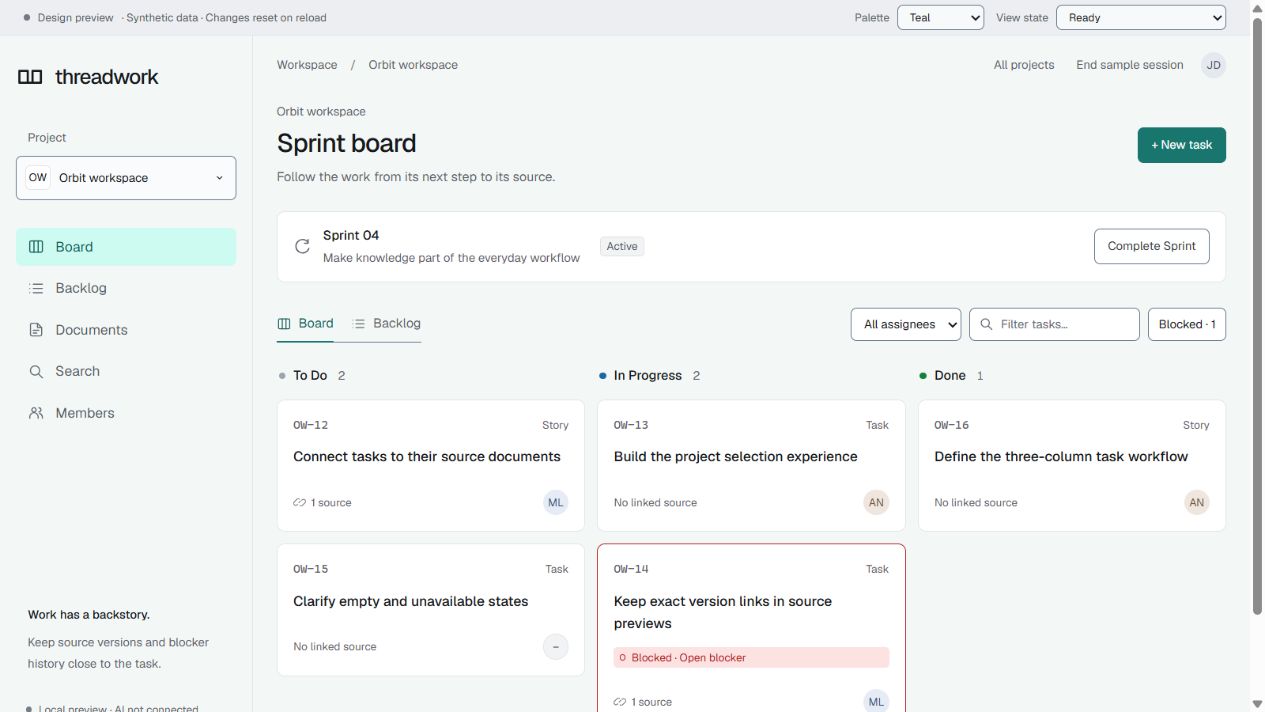 Design preview · Synthetic data · Changes reset on reload
Palette Teal View state Ready
threadwork
Project
OW Orbit workspace
Board
Backlog
Documents
Search
Members
Work has a backstory.
Keep source versions and blocker
history close to the task.
Local preview · AI not connected
Workspace / Orbit workspace
All projects End sample session JD
Orbit workspace
Sprint board
+ New task
Follow the work from its next step to its source.
Sprint 04
Make knowledge part of the everyday workflow
Active
Complete Sprint
Board Backlog
All assignees Filter tasks... Blocked · 1
To Do 2
OW-12 Story
Connect tasks to their source documents
1 source ML
OW-15 Task
Clarify empty and unavailable states
No linked source –
In Progress 2
OW-13 Task
Build the project selection experience
No linked source AN
OW-14 Task
Keep exact version links in source
previews
Blocked · Open blocker
1 source ML
Done 1
OW-16 Story
Define the three-column task workflow
No linked source AN